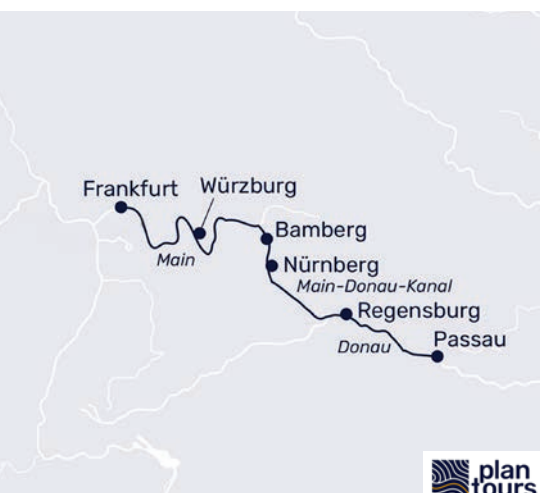 Frankfurt
Würzburg
Main
Bamberg
Nürnberg
Main-Donau-Kanal
Regensburg
Donau
Passau
plan
tours